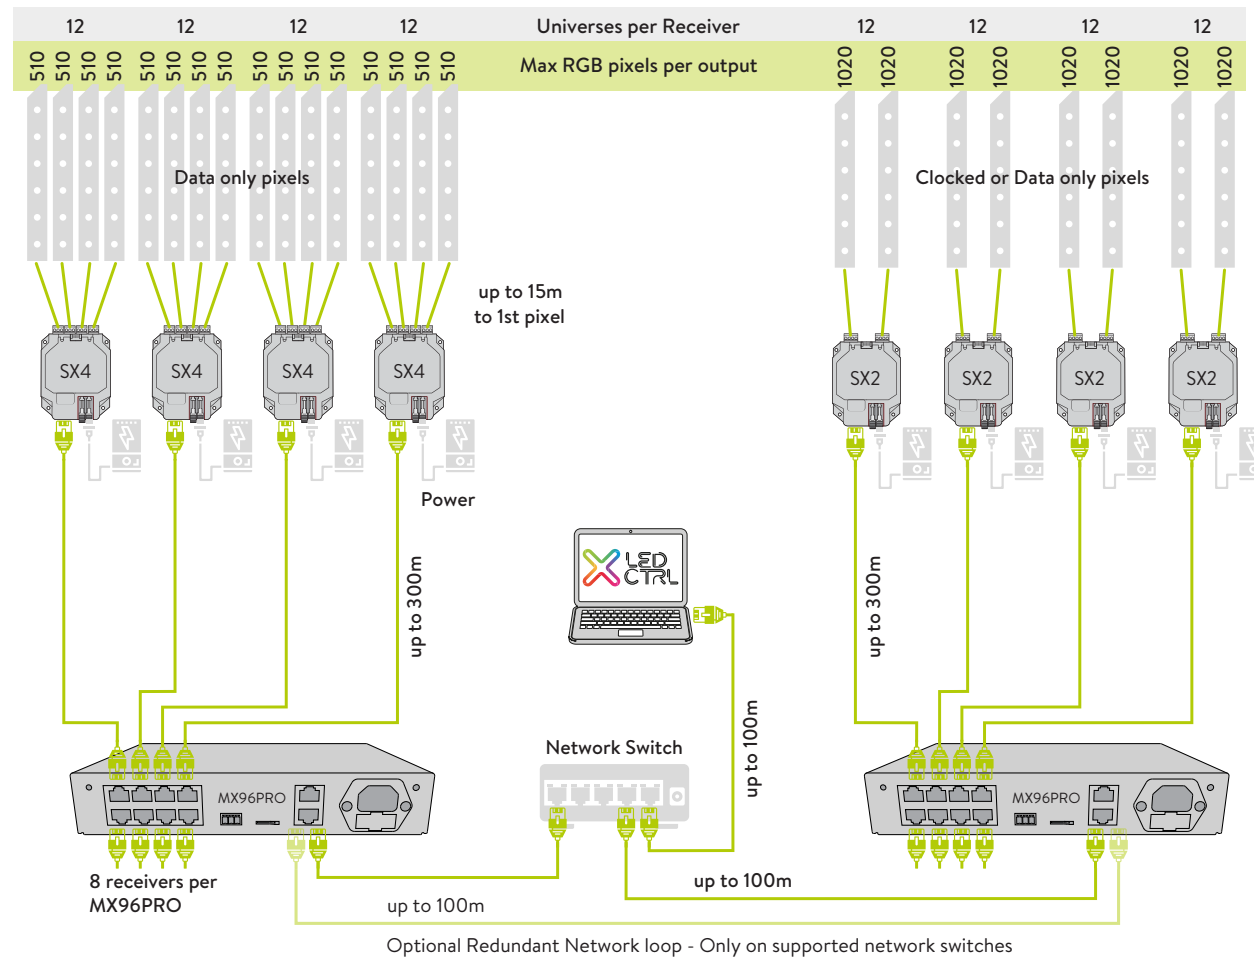 12 12 12 12 Universes per Receiver 12 12 12 12
510 510 510 510 510 510 510 510 510 510 510 510 510 510 510 510 Max RGB pixels per output 1020 1020 1020 1020 1020 1020 1020 1020
Data only pixels
Clocked or Data only pixels
up to 15m
to 1st pixel
SX4 SX4 SX4 SX4
SX2 SX2 SX2 SX2
Power
LED
CTRL
up to 300m
up to 300m
up to 100m
Network Switch
MX96PRO
MX96PRO
8 receivers per
MX96PRO
up to 100m
up to 100m
Optional Redundant Network loop - Only on supported network switches